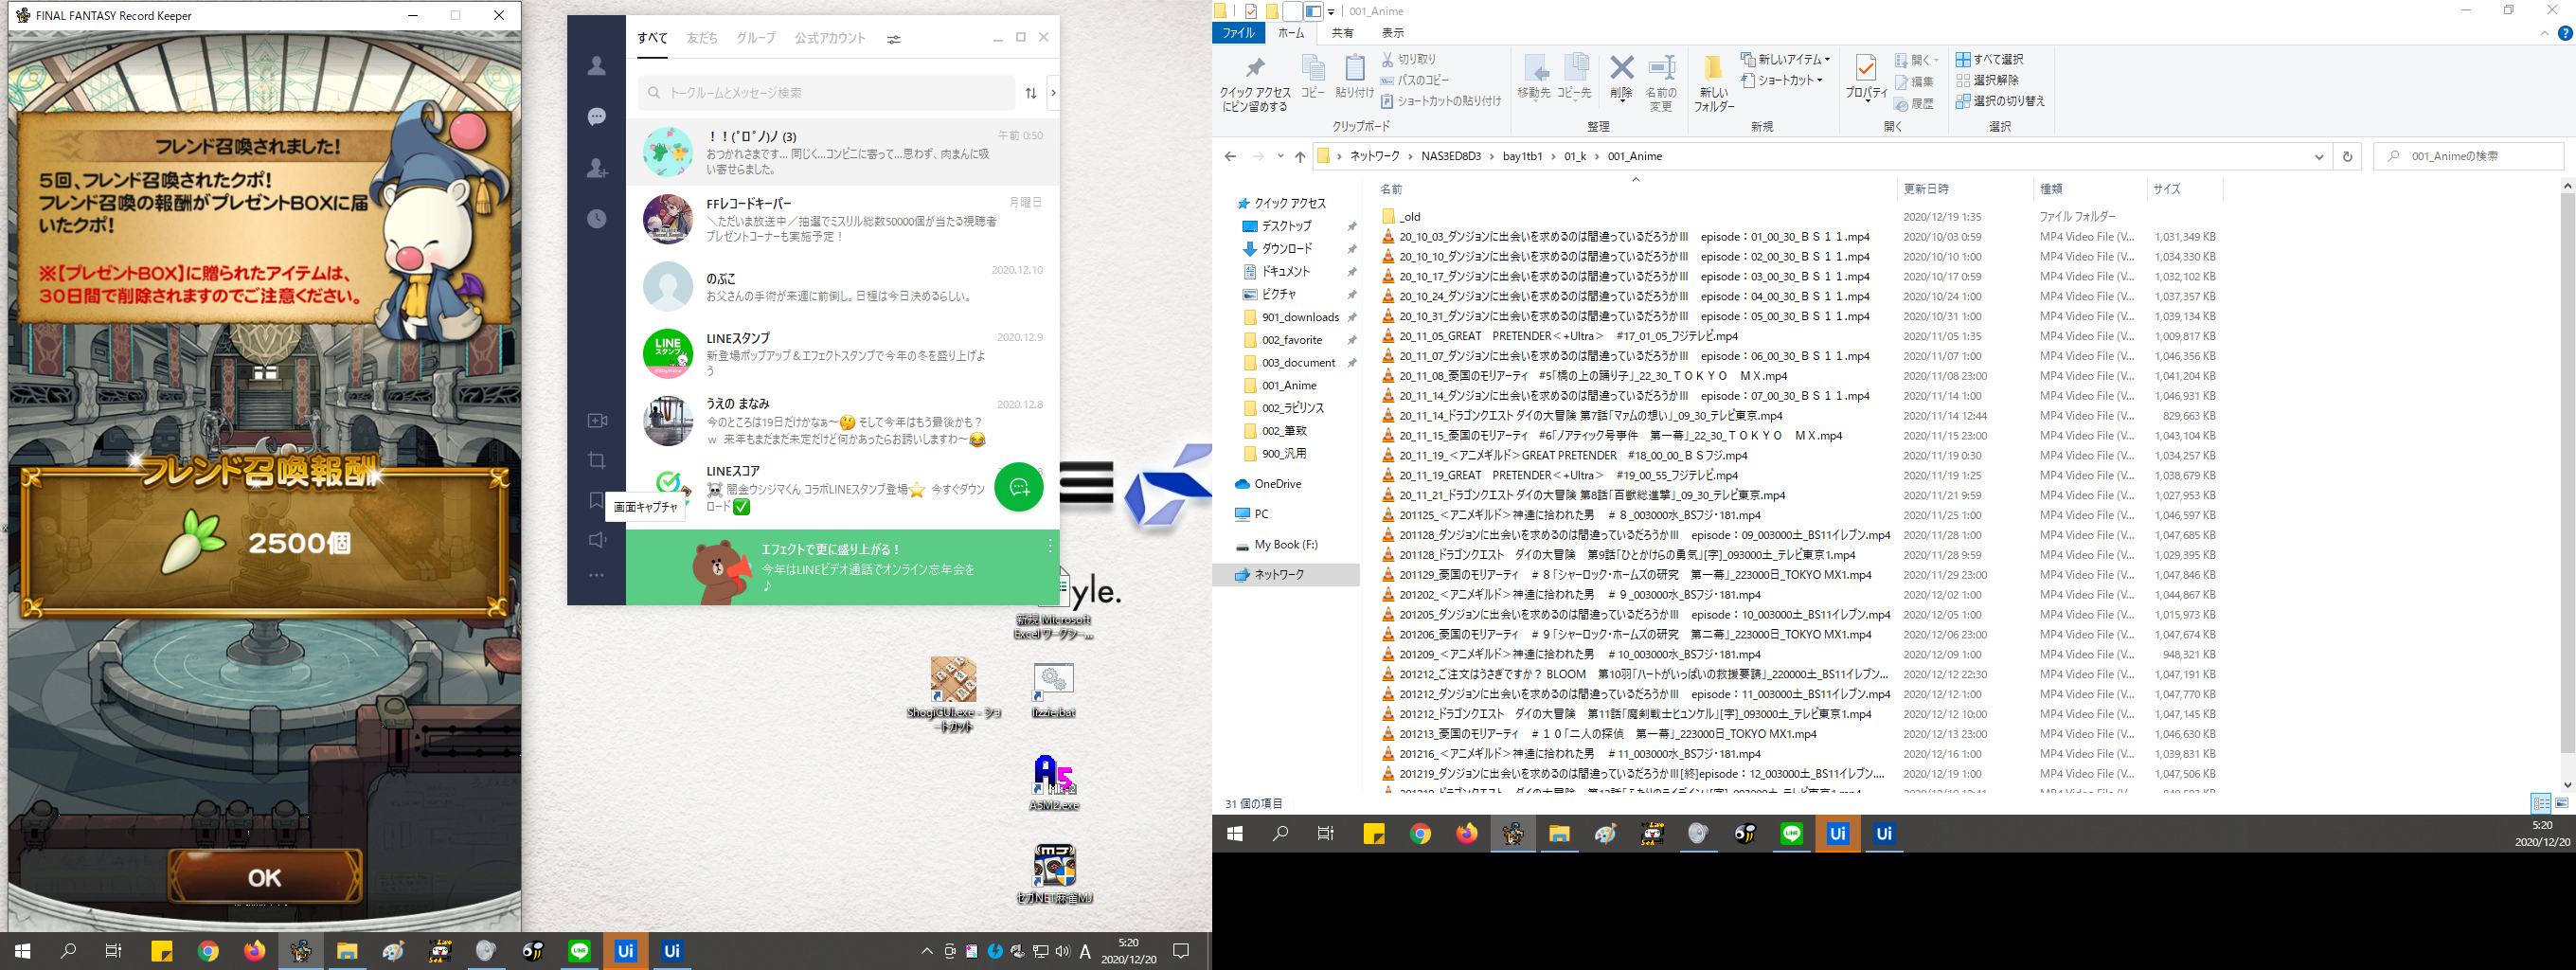 FINAL FANTASY Record Keeper
フレンド召喚されました!
5回、フレンド召喚されたクポ!
フレンド召喚の報酬がプレゼントBOXに届
いたクポ!
※【プレゼントBOX】に贈られたアイテムは、
30日間で削除されますのでご注意ください。
フレンド召喚報酬
2500個
OK
すべて 友だち グループ 公式アカウント
トークルームとメッセージ検索
!!(ﾟロﾟノ)ノ (3) 午前 0:50
おつかれさまです... 同じく...コンビニに寄って...思わず、肉まんに吸
い寄せらました。
FFレコードキーパー 月曜日
＼ただいま放送中／抽選でミスリル総数50000個が当たる視聴者
プレゼントコーナーも実施予定！
のぶこ 2020.12.10
お父さんの手術が来週に前倒し。日程は今日決めるらしい。
LINEスタンプ 2020.12.9
新登場ポップアップ＆エフェクトスタンプで今年の冬を盛り上げよ
う
うえの まなみ 2020.12.8
今のところは19日だけかなぁ〜🤔 そして今年はもう最後かも？
w 来年もまだまだ未定だけど何かあったらお誘いしますわ〜😂
LINEスコア
☠ 闇金ウシジマくん コラボLINEスタンプ登場⭐ 今すぐダウン
ロード✅
画面キャプチャ
エフェクトで更に盛り上がる！
今年はLINEビデオ通話でオンライン忘年会を
♪
yle.
新規 Microsoft
Excel ワークシー...
ShogiGUI.exe - ショ
ートカット
lizzie.bat
A5
ASM2.exe
セガNET麻雀MJ
5:20
2020/12/20
001_Anime
ファイル ホーム 共有 表示
クイック アクセス
にピン留めする
コピー 貼り付け
切り取り
パスのコピー
ショートカットの貼り付け
クリップボード
移動先 コピー先 削除 名前の
変更
整理
新しい
フォルダー
新しいアイテム
ショートカット
新規
プロパティ
開く
編集
履歴
開く
すべて選択
選択解除
選択の切り替え
選択
ネットワーク › NAS3ED8D3 › bay1tb1 › 01_k › 001_Anime
001_Animeの検索
クイック アクセス
デスクトップ
ダウンロード
ドキュメント
ピクチャ
901_downloads
002_favorite
003_document
001_Anime
002_ラビリンス
002_筆致
900_汎用
OneDrive
PC
My Book (F:)
ネットワーク
名前 更新日時 種類 サイズ
_old 2020/12/19 1:35 ファイル フォルダー
20_10_03_ダンジョンに出会いを求めるのは間違っているだろうかⅢ　episode：01_00_30_ＢＳ１１.mp4 2020/10/03 0:59 MP4 Video File (V... 1,031,349 KB
20_10_10_ダンジョンに出会いを求めるのは間違っているだろうかⅢ　episode：02_00_30_ＢＳ１１.mp4 2020/10/10 1:00 MP4 Video File (V... 1,034,330 KB
20_10_17_ダンジョンに出会いを求めるのは間違っているだろうかⅢ　episode：03_00_30_ＢＳ１１.mp4 2020/10/17 0:59 MP4 Video File (V... 1,032,102 KB
20_10_24_ダンジョンに出会いを求めるのは間違っているだろうかⅢ　episode：04_00_30_ＢＳ１１.mp4 2020/10/24 1:00 MP4 Video File (V... 1,037,357 KB
20_10_31_ダンジョンに出会いを求めるのは間違っているだろうかⅢ　episode：05_00_30_ＢＳ１１.mp4 2020/10/31 1:00 MP4 Video File (V... 1,039,134 KB
20_11_05_GREAT　PRETENDER＜+Ultra＞　#17_01_05_フジテレビ.mp4 2020/11/05 1:35 MP4 Video File (V... 1,009,817 KB
20_11_07_ダンジョンに出会いを求めるのは間違っているだろうかⅢ　episode：06_00_30_ＢＳ１１.mp4 2020/11/07 1:00 MP4 Video File (V... 1,046,356 KB
20_11_08_憂国のモリアーティ　#5「橋の上の踊り子」_22_30_ＴＯＫＹＯ　ＭＸ.mp4 2020/11/08 23:00 MP4 Video File (V... 1,041,204 KB
20_11_14_ダンジョンに出会いを求めるのは間違っているだろうかⅢ　episode：07_00_30_ＢＳ１１.mp4 2020/11/14 1:00 MP4 Video File (V... 1,046,931 KB
20_11_14_ドラゴンクエスト ダイの大冒険 第7話「マァムの想い」_09_30_テレビ東京.mp4 2020/11/14 12:44 MP4 Video File (V... 829,663 KB
20_11_15_憂国のモリアーティ　#6「ノアティック号事件　第一幕」_22_30_ＴＯＫＹＯ　ＭＸ.mp4 2020/11/15 23:00 MP4 Video File (V... 1,043,104 KB
20_11_19_＜アニメギルド＞GREAT PRETENDER　#18_00_00_ＢＳフジ.mp4 2020/11/19 0:30 MP4 Video File (V... 1,034,257 KB
20_11_19_GREAT　PRETENDER＜+Ultra＞　#19_00_55_フジテレビ.mp4 2020/11/19 1:25 MP4 Video File (V... 1,038,679 KB
20_11_21_ドラゴンクエスト ダイの大冒険 第8話「百獣総進撃」_09_30_テレビ東京.mp4 2020/11/21 9:59 MP4 Video File (V... 1,027,953 KB
201125_＜アニメギルド＞神達に拾われた男　＃８_003000水_BSフジ・181.mp4 2020/11/25 1:00 MP4 Video File (V... 1,046,597 KB
201128_ダンジョンに出会いを求めるのは間違っているだろうかⅢ　episode：09_003000土_BS11イレブン.mp4 2020/11/28 1:00 MP4 Video File (V... 1,047,685 KB
201128_ドラゴンクエスト　ダイの大冒険　第9話「ひとかけらの勇気」[字]_093000土_テレビ東京1.mp4 2020/11/28 9:59 MP4 Video File (V... 1,029,395 KB
201129_憂国のモリアーティ　＃８「シャーロック・ホームズの研究　第一幕」_223000日_TOKYO MX1.mp4 2020/11/29 23:00 MP4 Video File (V... 1,047,846 KB
201202_＜アニメギルド＞神達に拾われた男　＃９_003000水_BSフジ・181.mp4 2020/12/02 1:00 MP4 Video File (V... 1,044,867 KB
201205_ダンジョンに出会いを求めるのは間違っているだろうかⅢ　episode：10_003000土_BS11イレブン.mp4 2020/12/05 1:00 MP4 Video File (V... 1,015,973 KB
201206_憂国のモリアーティ　＃９「シャーロック・ホームズの研究　第二幕」_223000日_TOKYO MX1.mp4 2020/12/06 23:00 MP4 Video File (V... 1,047,674 KB
201209_＜アニメギルド＞神達に拾われた男　＃10_003000水_BSフジ・181.mp4 2020/12/09 1:00 MP4 Video File (V... 948,321 KB
201212_ご注文はうさぎですか？ BLOOM　第10羽「ハートがいっぱいの救援要請」_220000土_BS11イレブン... 2020/12/12 22:30 MP4 Video File (V... 1,047,191 KB
201212_ダンジョンに出会いを求めるのは間違っているだろうかⅢ　episode：11_003000土_BS11イレブン.mp4 2020/12/12 1:00 MP4 Video File (V... 1,047,770 KB
201212_ドラゴンクエスト　ダイの大冒険　第11話「魔剣戦士ヒュンケル」[字]_093000土_テレビ東京1.mp4 2020/12/12 10:00 MP4 Video File (V... 1,047,145 KB
201213_憂国のモリアーティ　＃１０「二人の探偵　第一幕」_223000日_TOKYO MX1.mp4 2020/12/13 23:00 MP4 Video File (V... 1,046,630 KB
201216_＜アニメギルド＞神達に拾われた男　＃11_003000水_BSフジ・181.mp4 2020/12/16 1:00 MP4 Video File (V... 1,039,831 KB
201219_ダンジョンに出会いを求めるのは間違っているだろうかⅢ[終]episode：12_003000土_BS11イレブン.... 2020/12/19 1:00 MP4 Video File (V... 1,047,506 KB
31 個の項目
5:20
2020/12/20